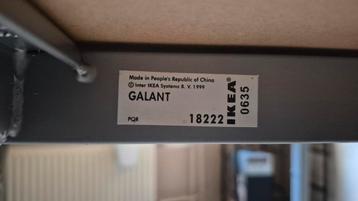 Made in People's Republic of China
© Inter IKEA Systems B. V. 1999
GALANT
PQR
18222
IKEA®
0635